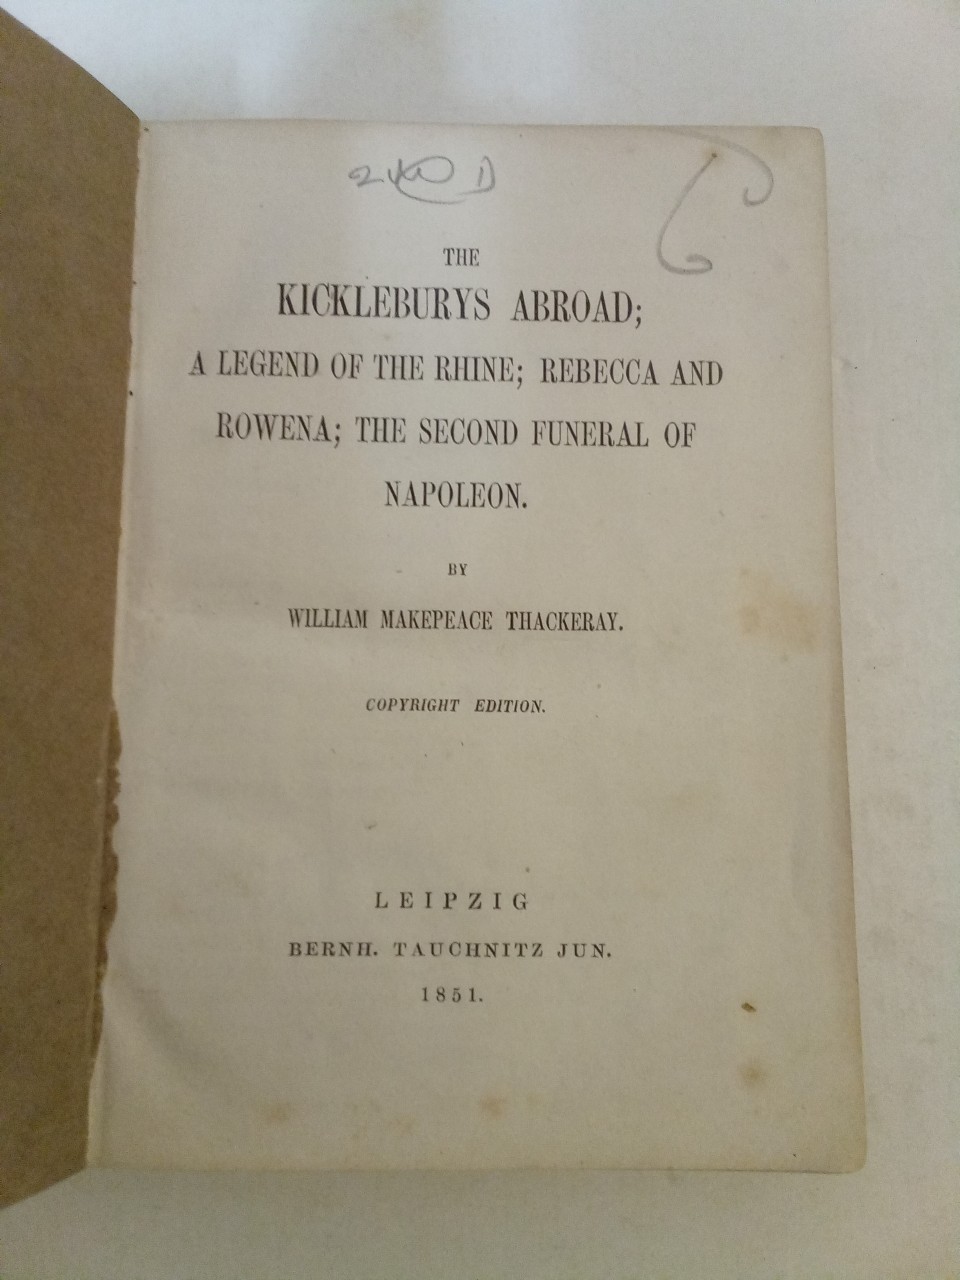 THE
KICKLEBURYS ABROAD;
A LEGEND OF THE RHINE; REBECCA AND
ROWENA; THE SECOND FUNERAL OF
NAPOLEON.
BY
WILLIAM MAKEPEACE THACKERAY.
COPYRIGHT EDITION.
LEIPZIG
BERNH. TAUCHNITZ JUN.
1851.